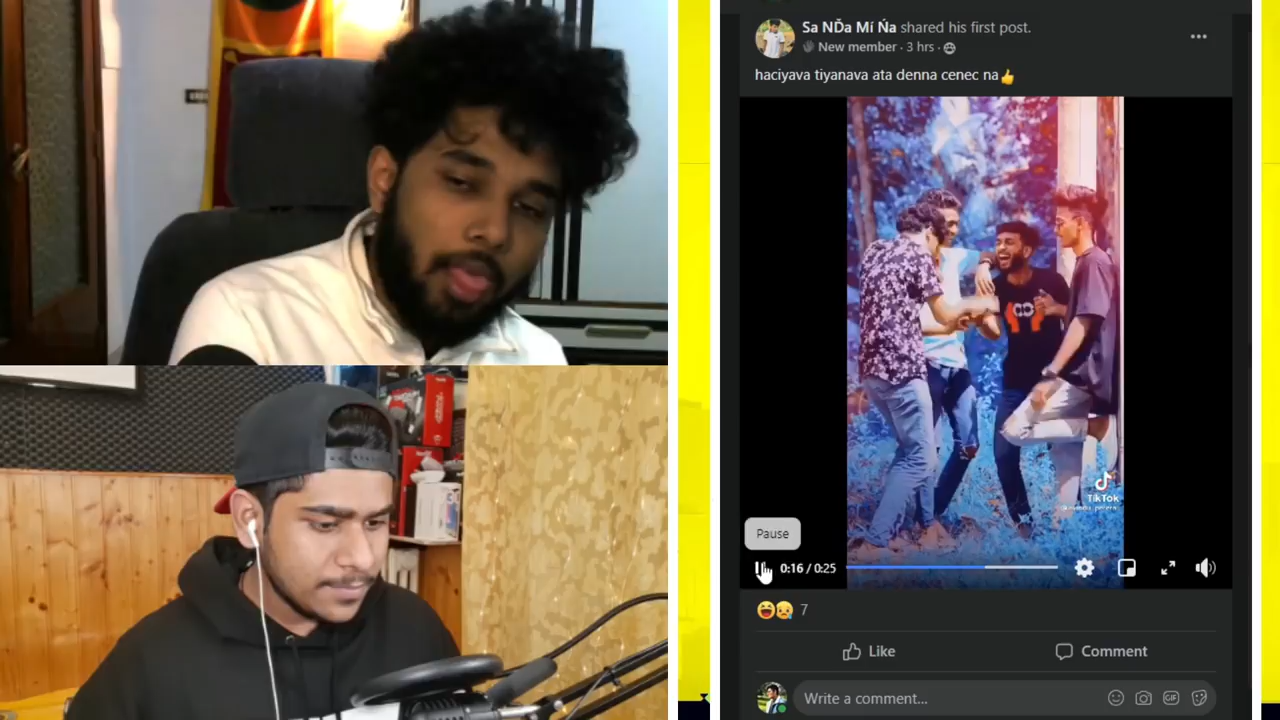 Sa NĎa Mí Ńa shared his first post.
New member · 3 hrs ·
haciyava tiyanava ata denna cenec na👍
TikTok
Pause
0:16 / 0:25
7
Like
Comment
Write a comment...
GIF